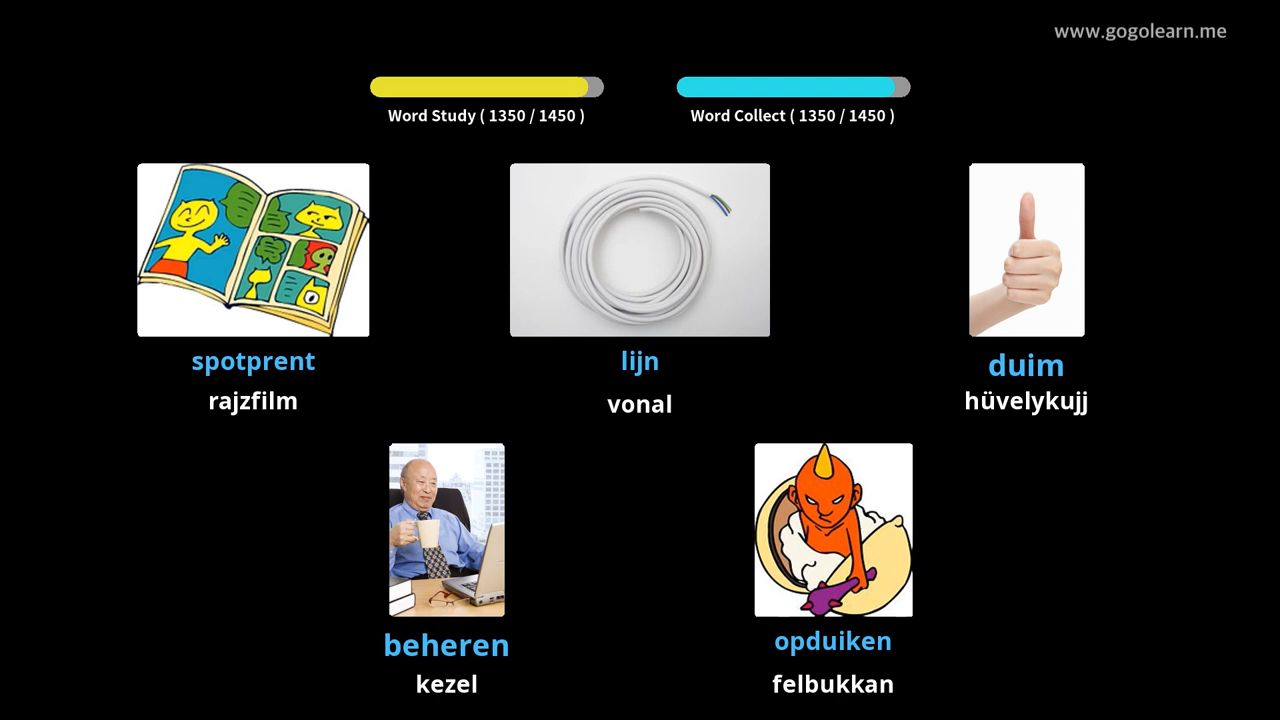 www.gogolearn.me
Word Study ( 1350 / 1450 )
Word Collect ( 1350 / 1450 )
spotprent
lijn
duim
rajzfilm
vonal
hüvelykujj
beheren
opduiken
kezel
felbukkan